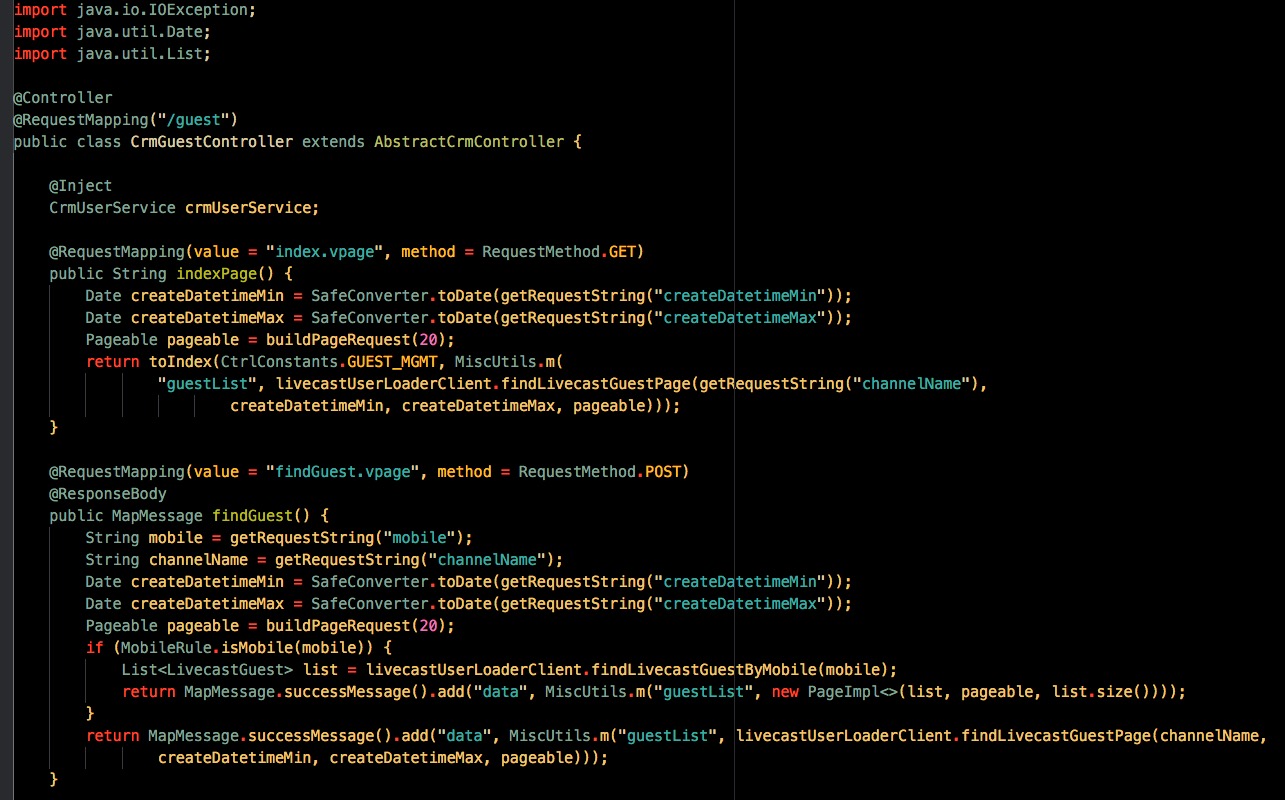 import java.io.IOException;
import java.util.Date;
import java.util.List;
@Controller
@RequestMapping("/guest")
public class CrmGuestController extends AbstractCrmController {
@Inject
CrmUserService crmUserService;
@RequestMapping(value = "index.vpage", method = RequestMethod.GET)
public String indexPage() {
Date createDatetimeMin = SafeConverter.toDate(getRequestString("createDatetimeMin"));
Date createDatetimeMax = SafeConverter.toDate(getRequestString("createDatetimeMax"));
Pageable pageable = buildPageRequest(20);
return toIndex(CtrlConstants.GUEST_MGMT, MiscUtils.m(
"guestList", livecastUserLoaderClient.findLivecastGuestPage(getRequestString("channelName"),
createDatetimeMin, createDatetimeMax, pageable)));
}
@RequestMapping(value = "findGuest.vpage", method = RequestMethod.POST)
@ResponseBody
public MapMessage findGuest() {
String mobile = getRequestString("mobile");
String channelName = getRequestString("channelName");
Date createDatetimeMin = SafeConverter.toDate(getRequestString("createDatetimeMin"));
Date createDatetimeMax = SafeConverter.toDate(getRequestString("createDatetimeMax"));
Pageable pageable = buildPageRequest(20);
if (MobileRule.isMobile(mobile)) {
List<LivecastGuest> list = livecastUserLoaderClient.findLivecastGuestByMobile(mobile);
return MapMessage.successMessage().add("data", MiscUtils.m("guestList", new PageImpl<>(list, pageable, list.size())));
}
return MapMessage.successMessage().add("data", MiscUtils.m("guestList", livecastUserLoaderClient.findLivecastGuestPage(channelName,
createDatetimeMin, createDatetimeMax, pageable)));
}